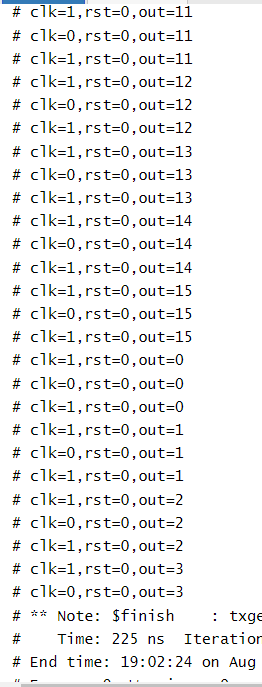 # clk=1,rst=0,out=11
# clk=0,rst=0,out=11
# clk=1,rst=0,out=11
# clk=1,rst=0,out=12
# clk=0,rst=0,out=12
# clk=1,rst=0,out=12
# clk=1,rst=0,out=13
# clk=0,rst=0,out=13
# clk=1,rst=0,out=13
# clk=1,rst=0,out=14
# clk=0,rst=0,out=14
# clk=1,rst=0,out=14
# clk=1,rst=0,out=15
# clk=0,rst=0,out=15
# clk=1,rst=0,out=15
# clk=1,rst=0,out=0
# clk=0,rst=0,out=0
# clk=1,rst=0,out=0
# clk=1,rst=0,out=1
# clk=0,rst=0,out=1
# clk=1,rst=0,out=1
# clk=1,rst=0,out=2
# clk=0,rst=0,out=2
# clk=1,rst=0,out=2
# clk=1,rst=0,out=3
# clk=0,rst=0,out=3
# ** Note: $finish    : txge
#    Time: 225 ns  Iteration
# End time: 19:02:24 on Aug